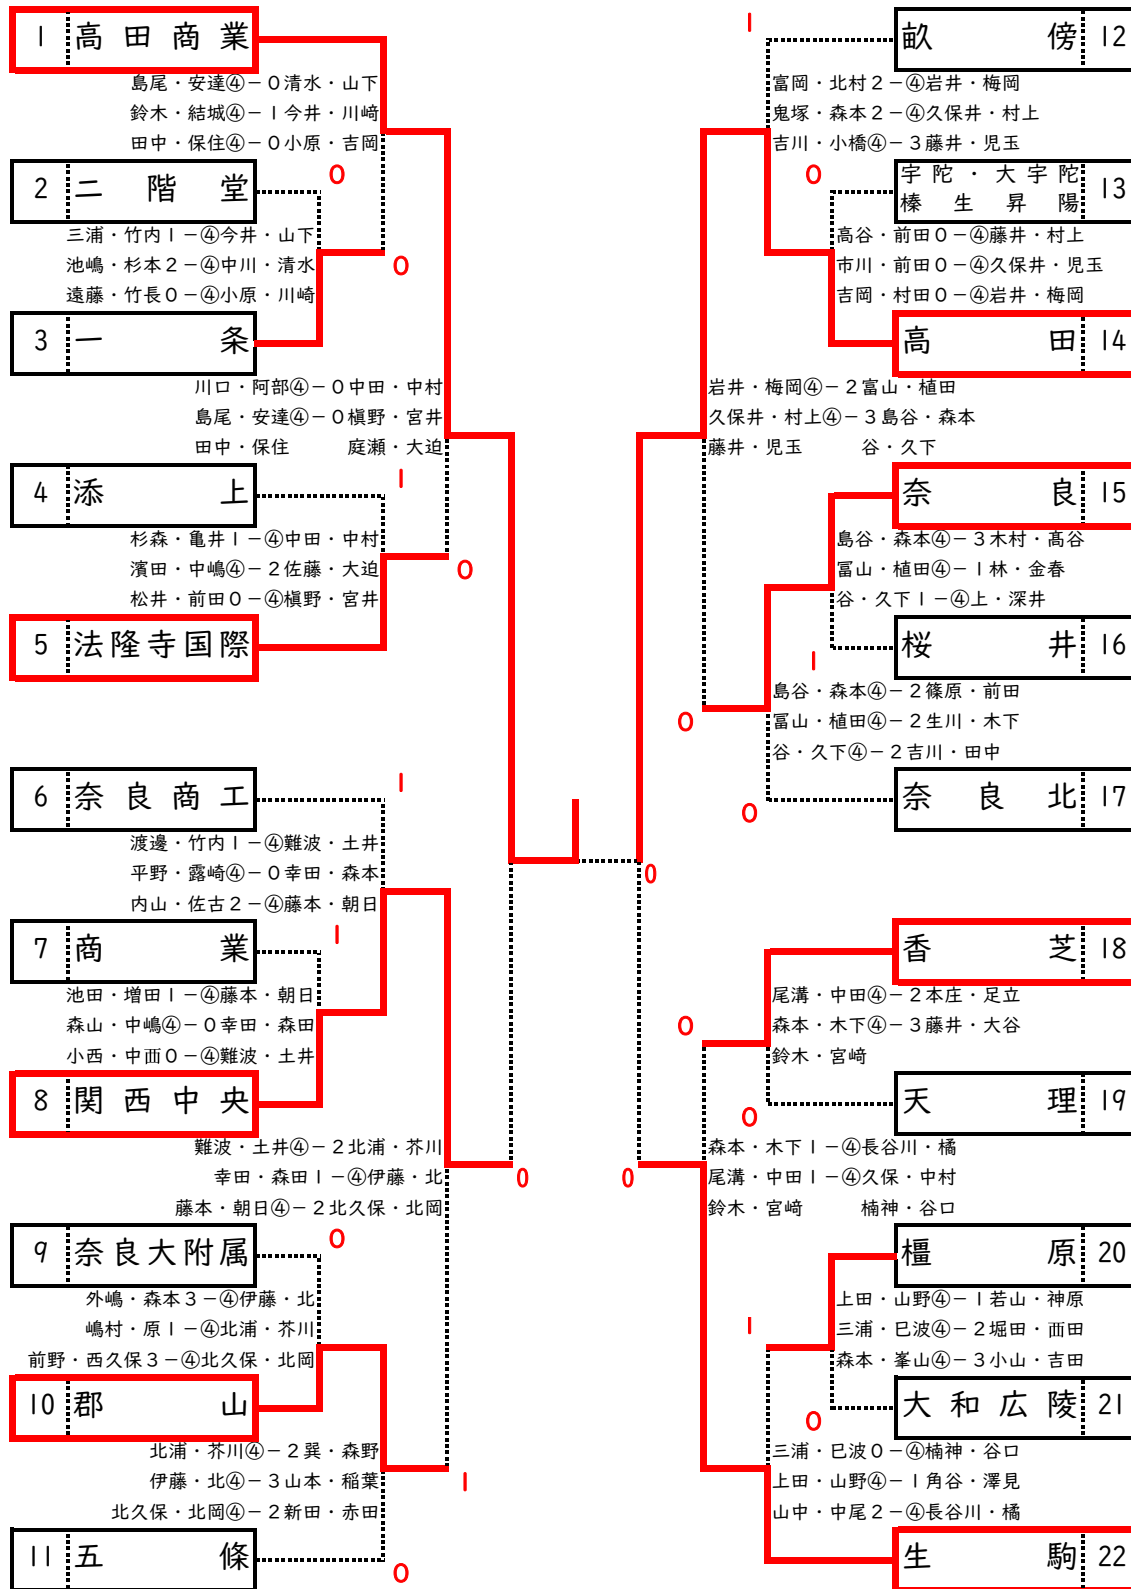 1 高田商業
島尾・安達④－0清水・山下
鈴木・結城④－1今井・川﨑
田中・保住④－0小原・吉岡
0
2 二階堂
三浦・竹内1－④今井・山下
池嶋・杉本2－④中川・清水
遠藤・竹長0－④小原・川崎
0
3 一条
川口・阿部④－0中田・中村
島尾・安達④－0槇野・宮井
田中・保住 庭瀬・大迫
1
4 添上
杉森・亀井1－④中田・中村
濱田・中嶋④－2佐藤・大迫
松井・前田0－④槇野・宮井
0
5 法隆寺国際
6 奈良商工
1
渡邊・竹内1－④難波・土井
平野・露崎④－0幸田・森本
内山・佐古2－④藤本・朝日
7 商業
1
池田・増田1－④藤本・朝日
森山・中嶋④－0幸田・森田
小西・中面0－④難波・土井
8 関西中央
難波・土井④－2北浦・芥川
幸田・森田1－④伊藤・北
藤本・朝日④－2北久保・北岡
0
9 奈良大附属
0
外嶋・森本3－④伊藤・北
嶋村・原1－④北浦・芥川
前野・西久保3－④北久保・北岡
10 郡山
北浦・芥川④－2巽・森野
伊藤・北④－3山本・稲葉
北久保・北岡④－2新田・赤田
1
11 五條
0
1
畝傍 12
富岡・北村2－④岩井・梅岡
鬼塚・森本2－④久保井・村上
吉川・小橋④－3藤井・児玉
0
宇陀・大宇陀
榛生昇陽 13
高谷・前田0－④藤井・村上
市川・前田0－④久保井・児玉
吉岡・村田0－④岩井・梅岡
高田 14
岩井・梅岡④－2冨山・植田
久保井・村上④－3島谷・森本
藤井・児玉 谷・久下
奈良 15
島谷・森本④－3木村・髙谷
冨山・植田④－1林・金春
谷・久下1－④上・深井
桜井 16
1
島谷・森本④－2篠原・前田
冨山・植田④－2生川・木下
谷・久下④－2吉川・田中
0
奈良北 17
0
0
香芝 18
尾溝・中田④－2本庄・足立
森本・木下④－3藤井・大谷
鈴木・宮﨑
0
天理 19
0
森本・木下1－④長谷川・橘
尾溝・中田1－④久保・中村
鈴木・宮﨑 楠神・谷口
0
橿原 20
上田・山野④－1若山・神原
三浦・巳波④－2堀田・面田
森本・峯山④－3小山・吉田
1
大和広陵 21
0
三浦・巳波0－④楠神・谷口
上田・山野④－1角谷・澤見
山中・中尾2－④長谷川・橘
生駒 22